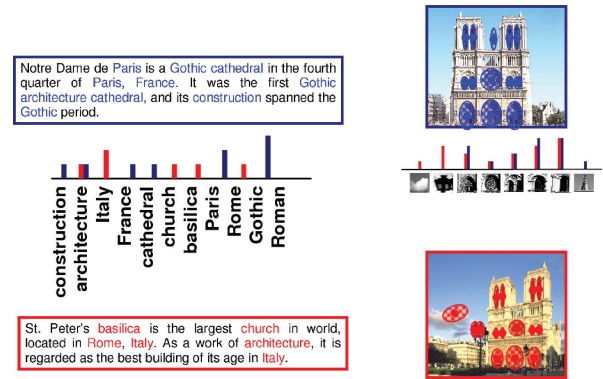 Notre Dame de Paris is a Gothic cathedral in the fourth
quarter of Paris, France. It was the first Gothic
architecture cathedral, and its construction spanned the
Gothic period.
construction
architecture
Italy
France
cathedral
church
basilica
Paris
Rome
Gothic
Roman
St. Peter's basilica is the largest church in world,
located in Rome, Italy. As a work of architecture, it is
regarded as the best building of its age in Italy.